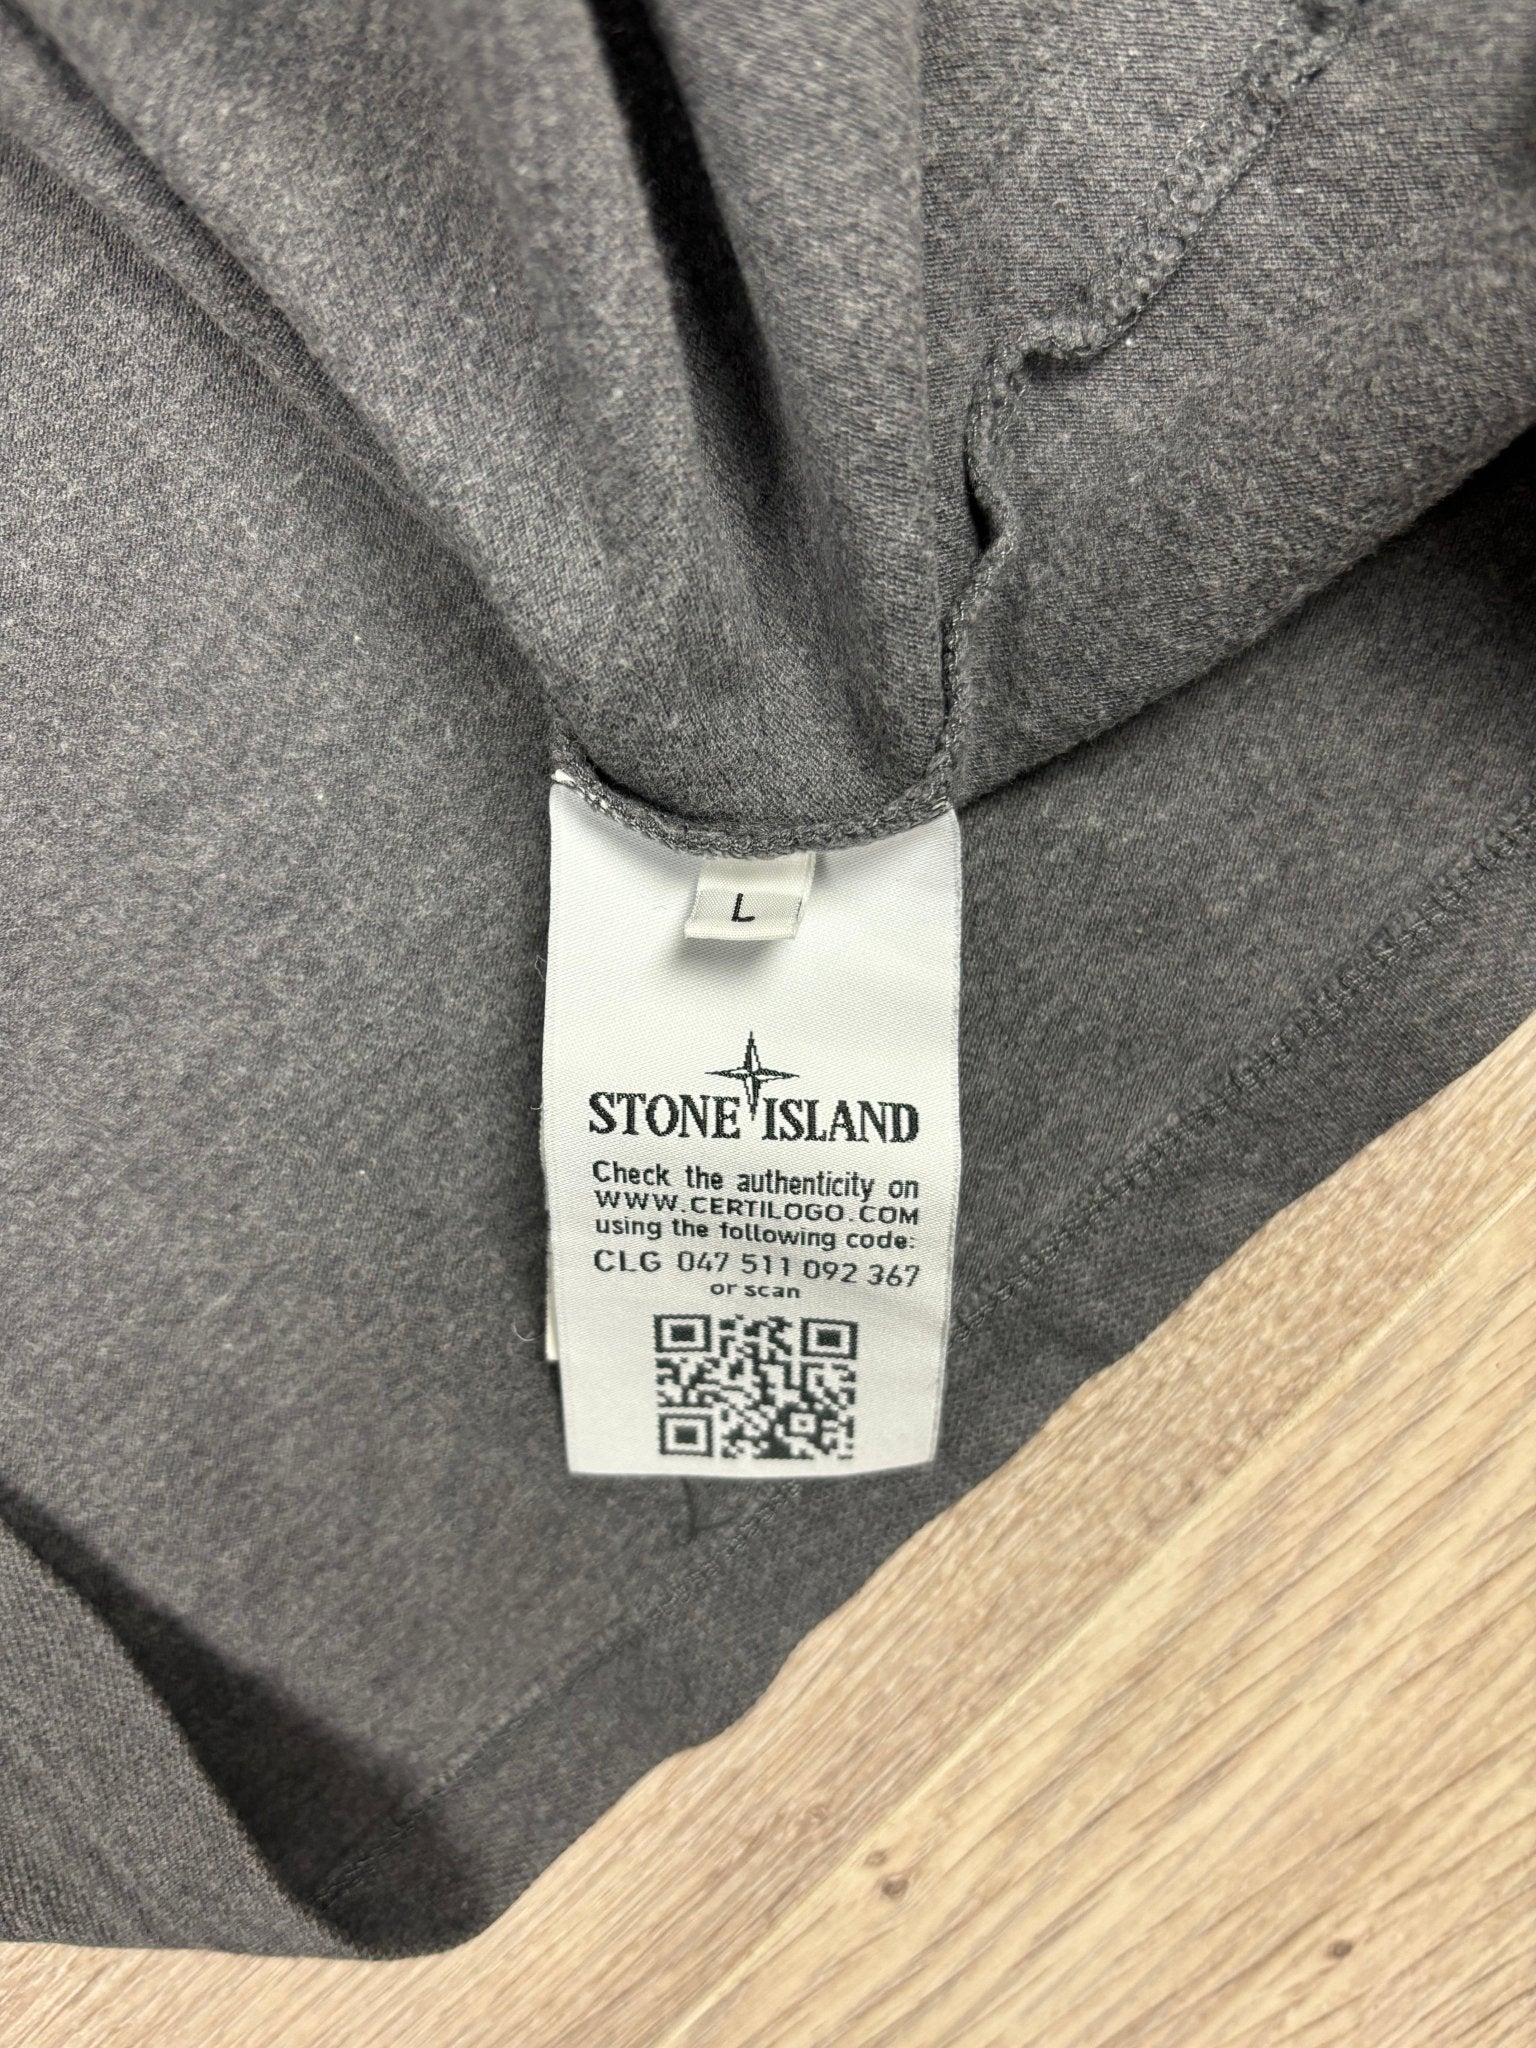 L
STONE ISLAND
Check the authenticity on
WWW.CERTILOGO.COM
using the following code:
CLG 047 511 092 367
or scan